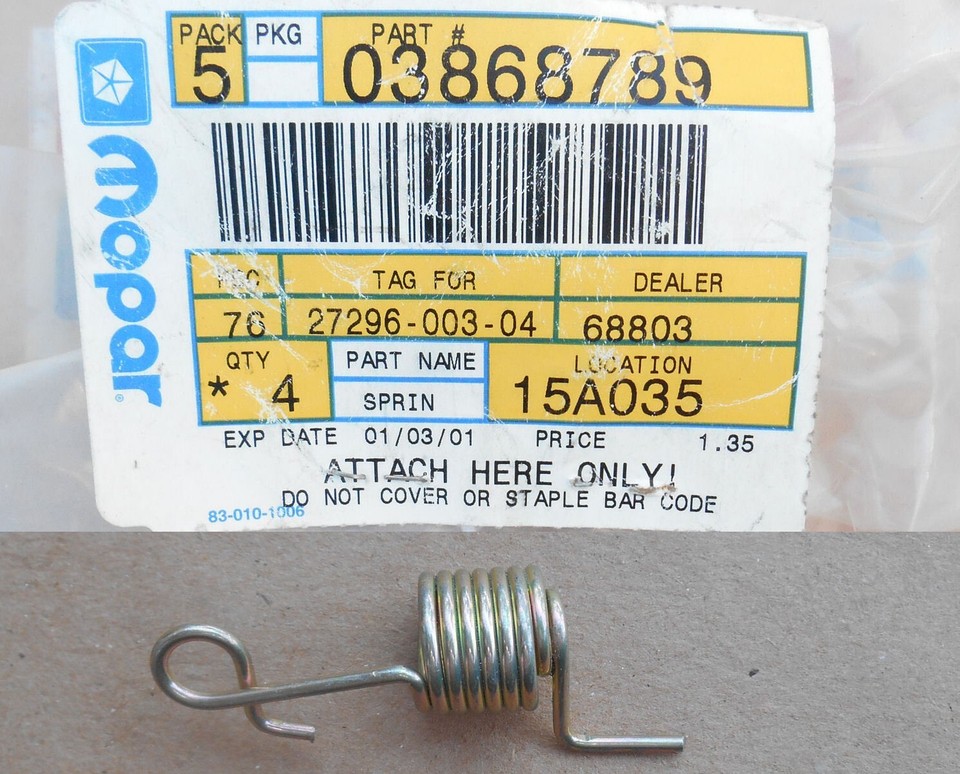 PACK PKG PART #
5 03868789
mopar®
TAG FOR DEALER
76 27296-003-04 68803
QTY PART NAME LOCATION
* 4 SPRIN 15A035
EXP DATE 01/03/01 PRICE 1.35
ATTACH HERE ONLY!
DO NOT COVER OR STAPLE BAR CODE
83-010-1006